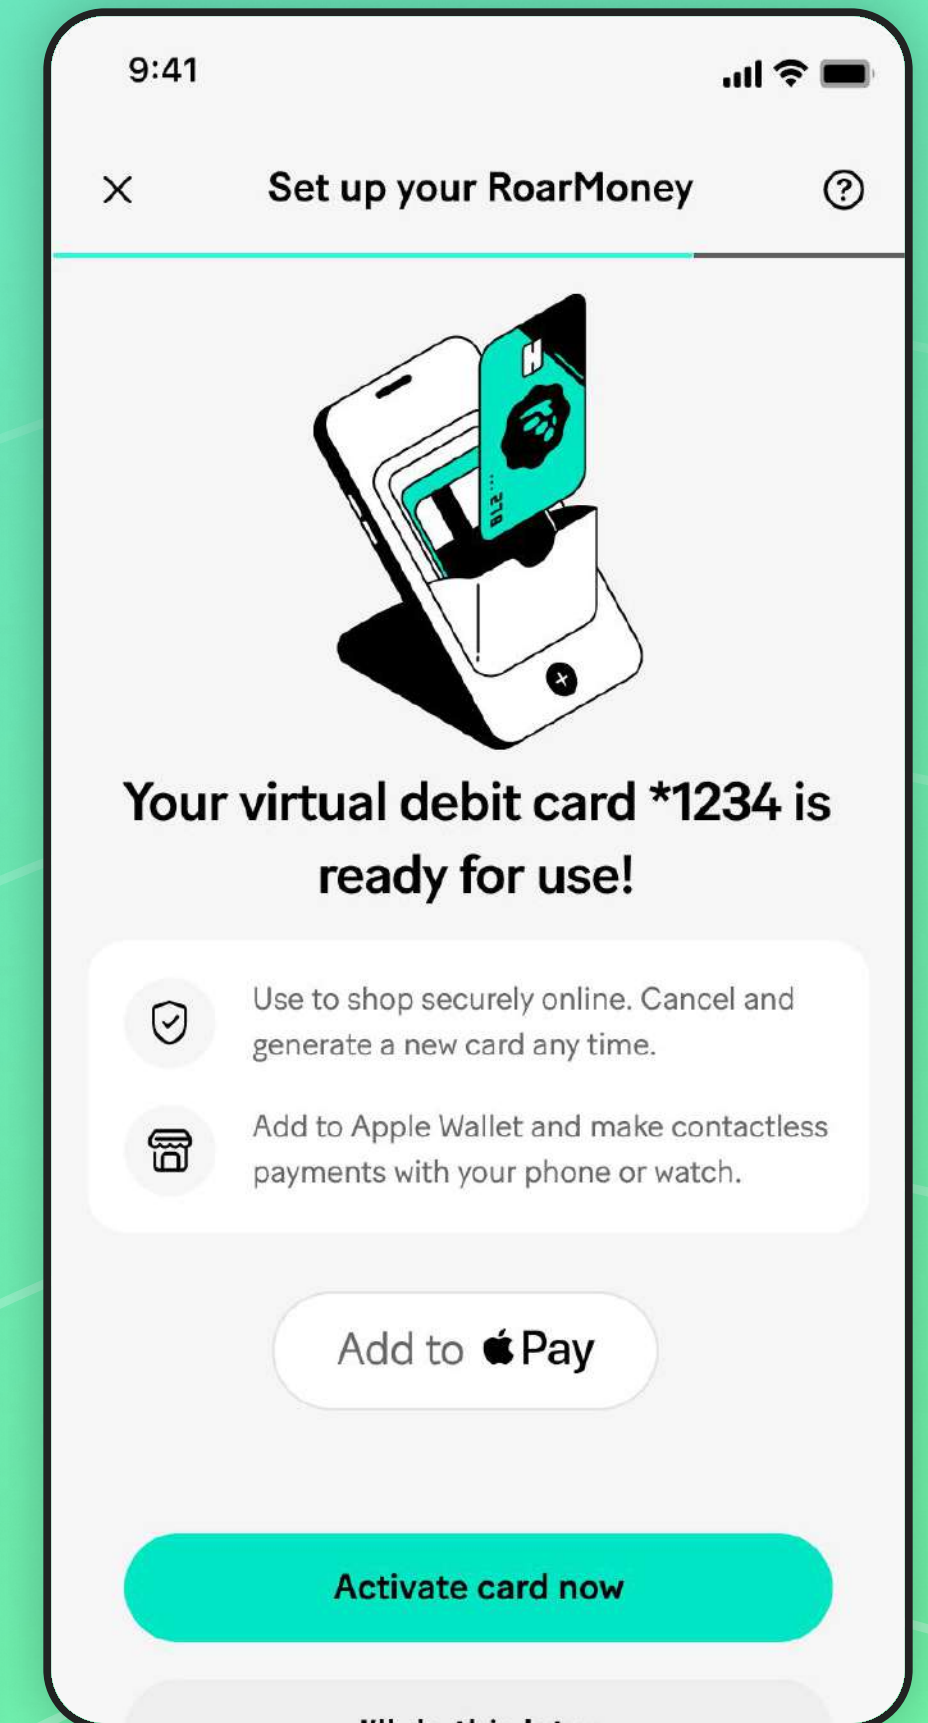 9:41
Set up your RoarMoney
Your virtual debit card *1234 is
ready for use!
Use to shop securely online. Cancel and
generate a new card any time.
Add to Apple Wallet and make contactless
payments with your phone or watch.
Add to Pay
Activate card now